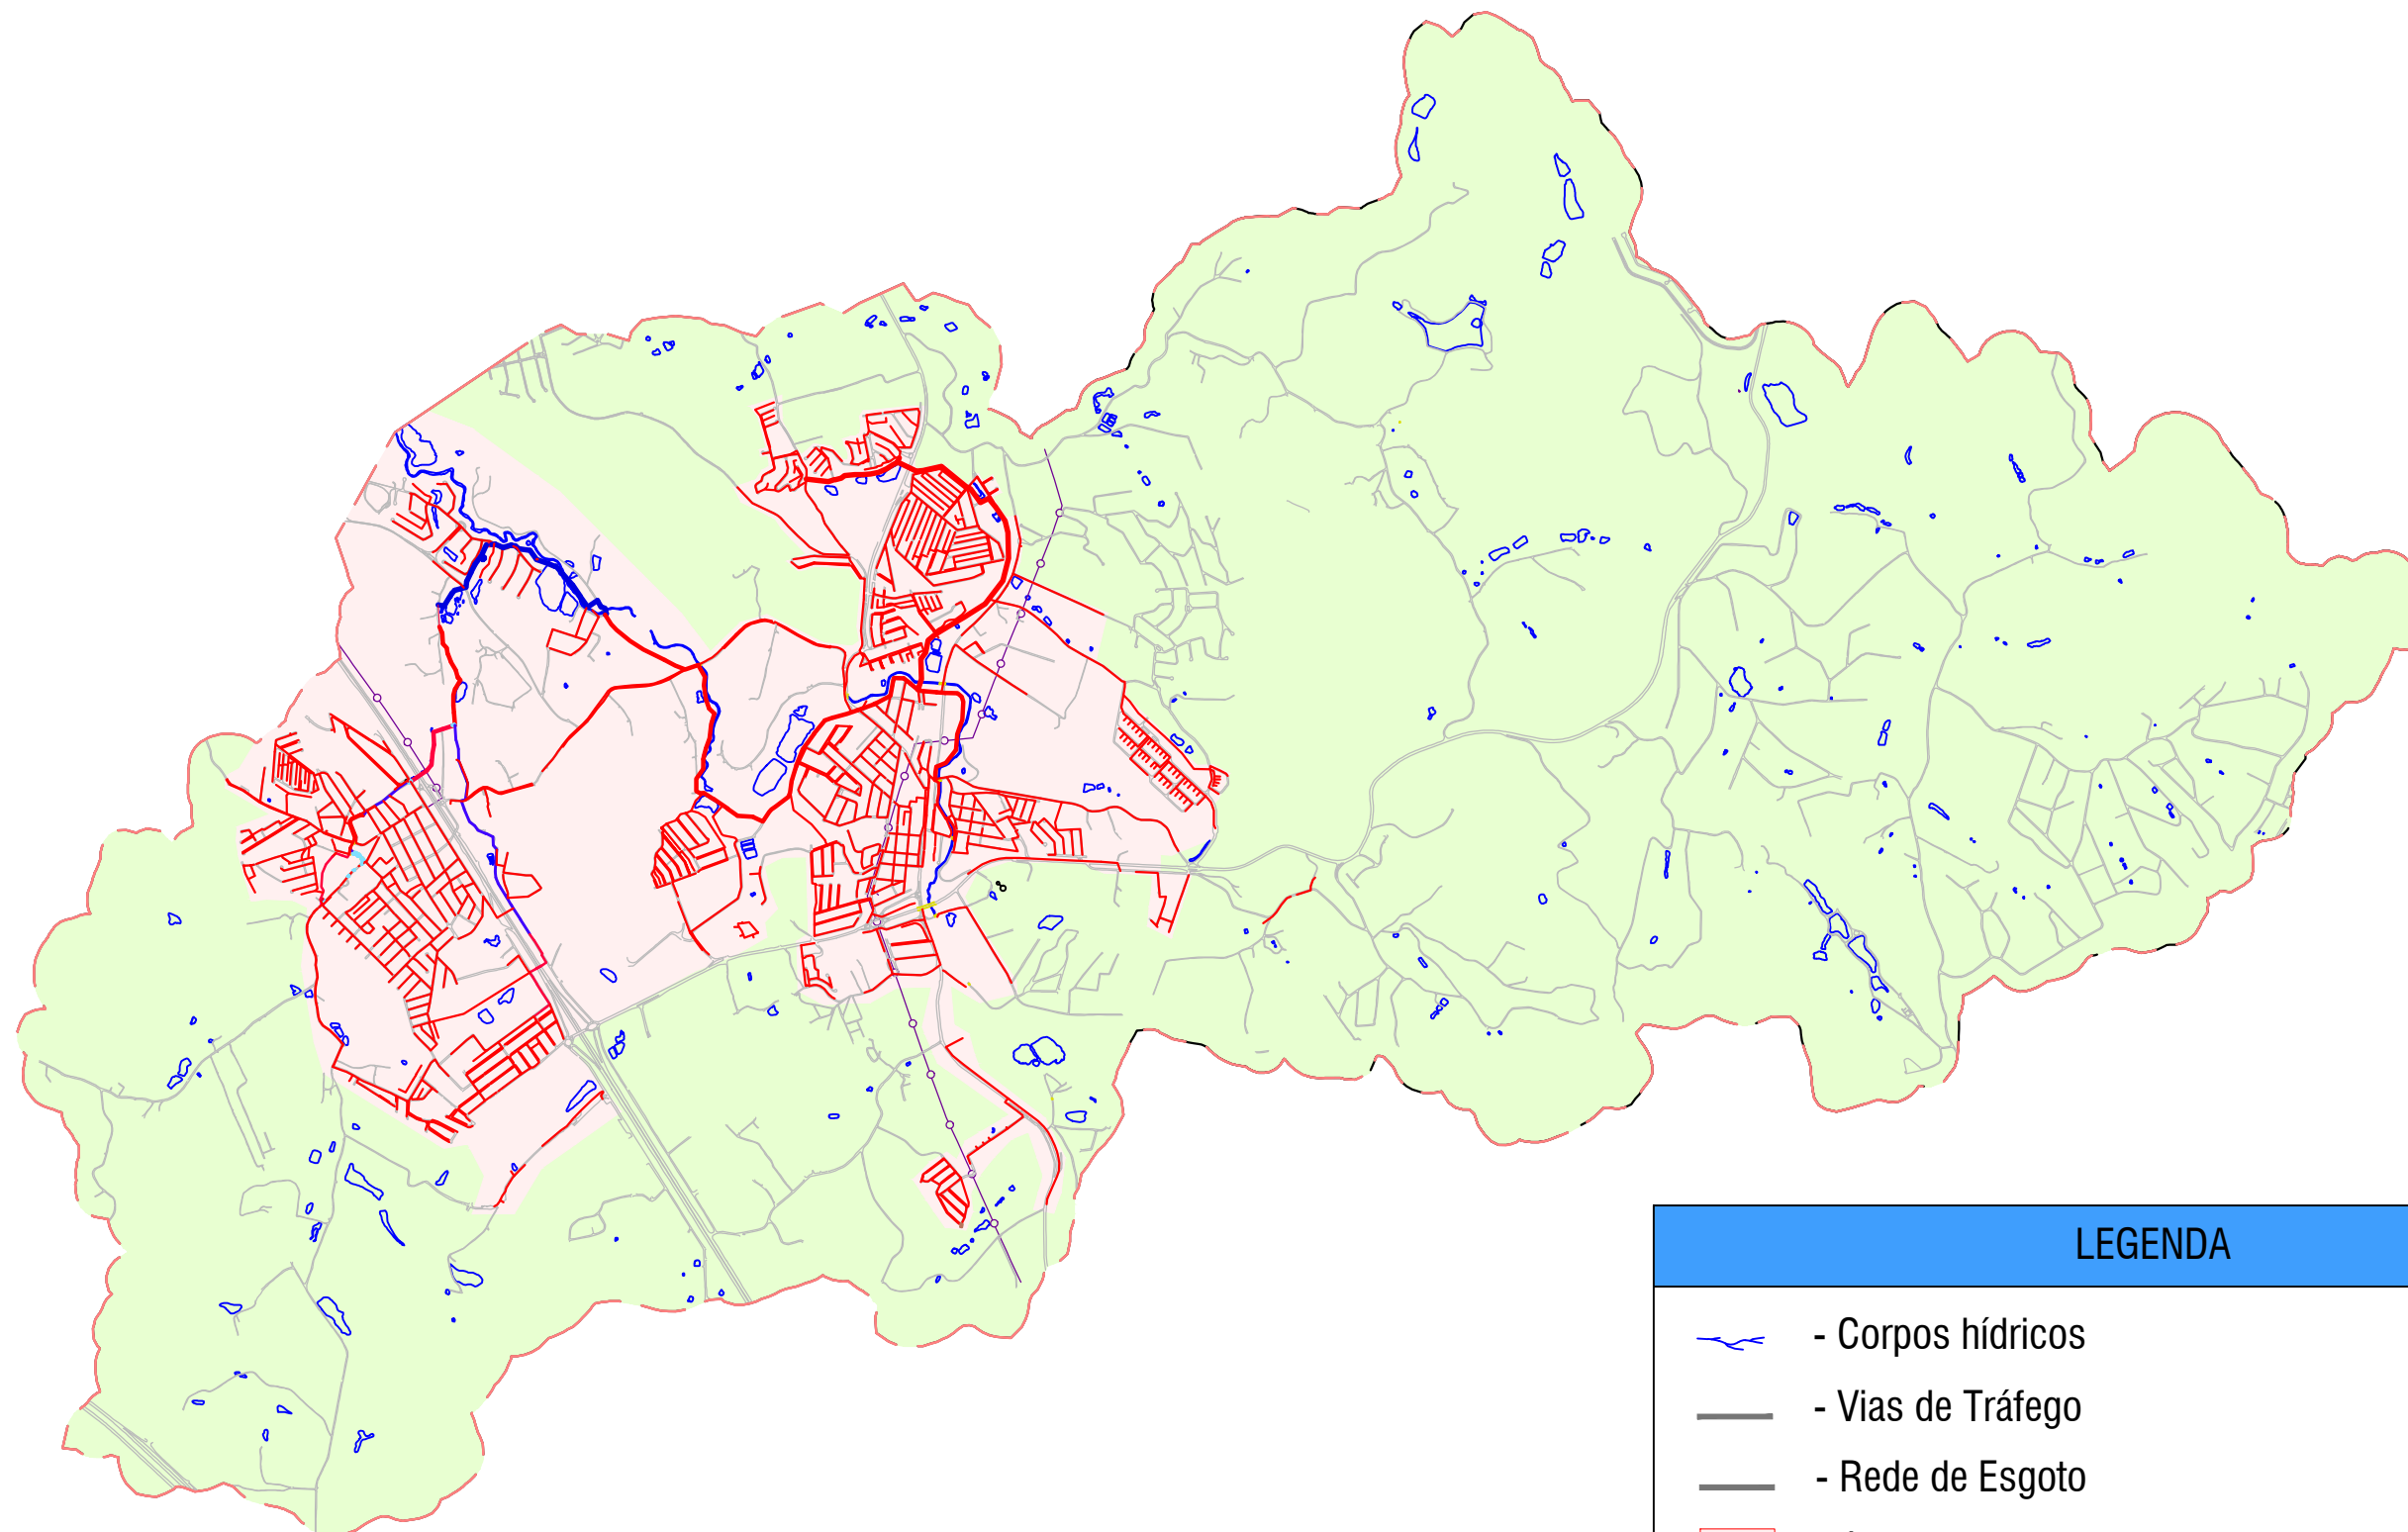 LEGENDA
- Corpos hídricos
- Vias de Tráfego
- Rede de Esgoto